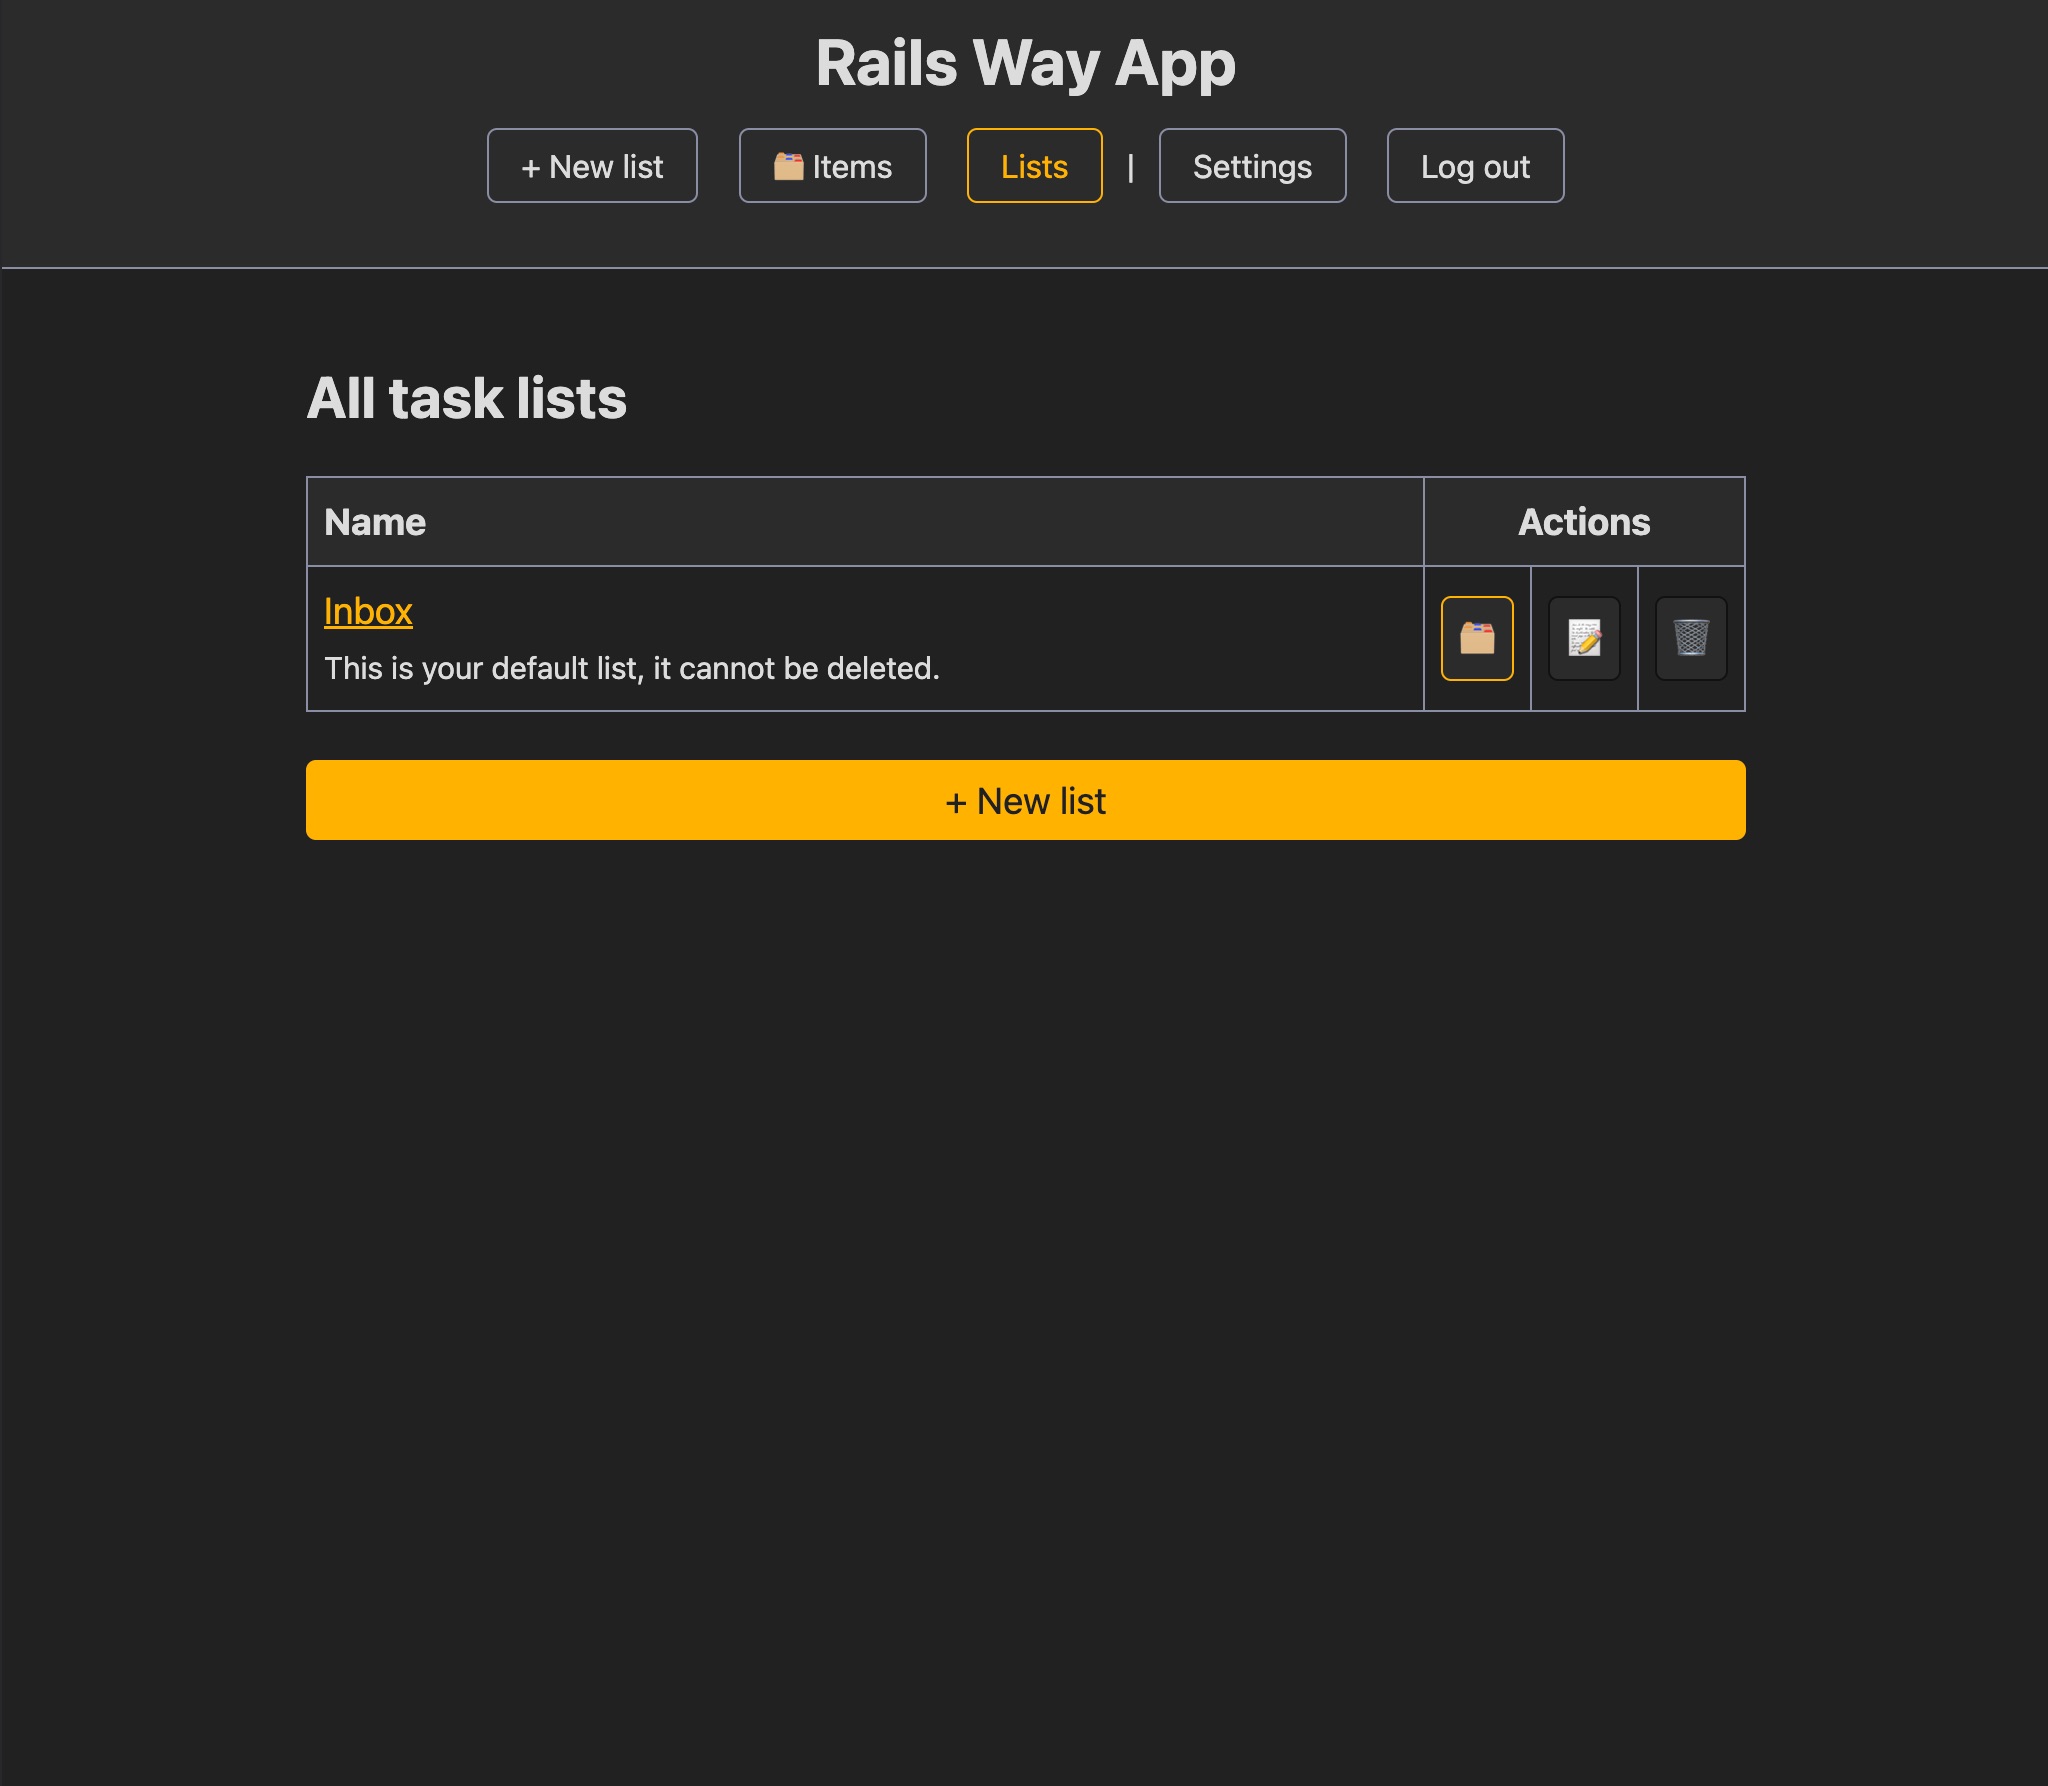 Rails Way App
+ New list
Items
Lists
|
Settings
Log out
All task lists
Name
Actions
Inbox
This is your default list, it cannot be deleted.
+ New list